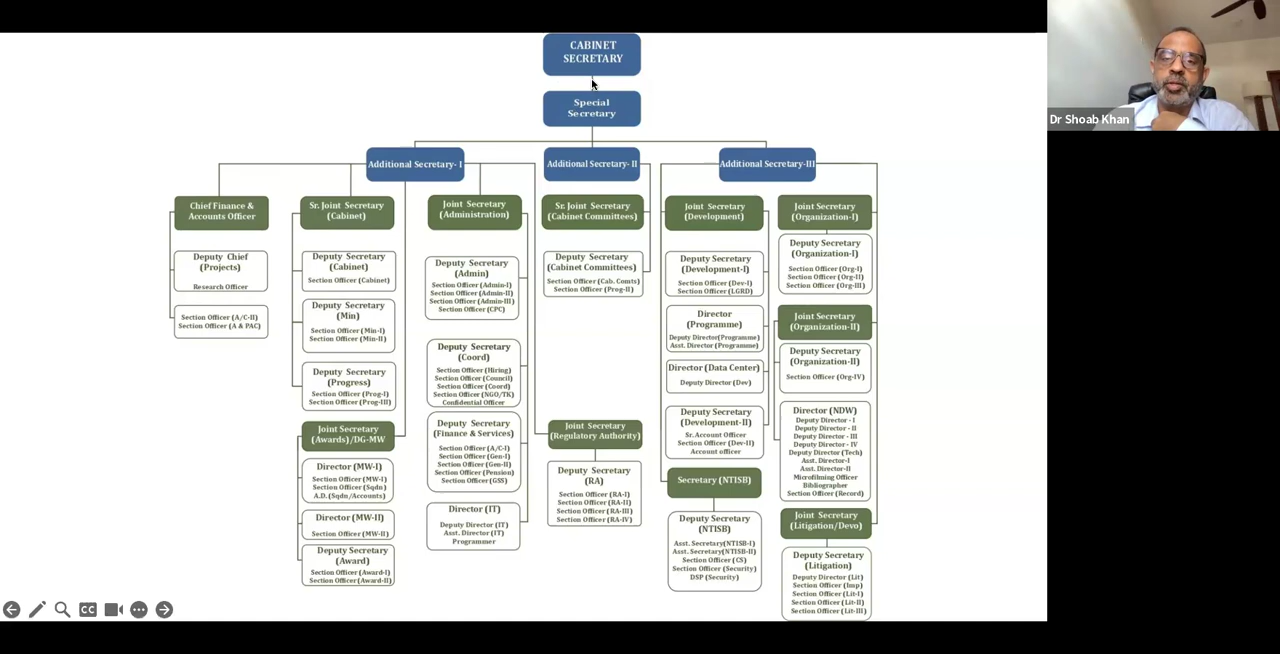 CABINET
SECRETARY
Special
Secretary
Additional Secretary- I
Additional Secretary- II
Additional Secretary-III
Chief Finance &
Accounts Officer
Deputy Chief
(Projects)
Research Officer
Section Officer (A/C-II)
Section Officer (A & PAC)
Sr. Joint Secretary
(Cabinet)
Deputy Secretary
(Cabinet)
Section Officer (Cabinet)
Deputy Secretary
(Min)
Section Officer (Min-I)
Section Officer (Min-II)
Deputy Secretary
(Progress)
Section Officer (Prog-I)
Section Officer (Prog-III)
Joint Secretary
(Awards) /DG-MW
Director (MW-I)
Section Officer (MW-I)
Section Officer (Sqdn)
A.D. (Sqdn/Accounts)
Director (MW-II)
Section Officer (MW-II)
Deputy Secretary
(Award)
Section Officer (Award-I)
Section Officer (Award-II)
Joint Secretary
(Administration)
Deputy Secretary
(Admin)
Section Officer (Admin-I)
Section Officer (Admin-II)
Section Officer (Admin-III)
Section Officer (CPC)
Deputy Secretary
(Coord)
Section Officer (Hiring)
Section Officer (Council)
Section Officer (Coord)
Section Officer (NGO/TK)
Confidential Officer
Deputy Secretary
(Finance & Services)
Section Officer (A/C-I)
Section Officer (Gen-I)
Section Officer (Gen-II)
Section Officer (Pension)
Section Officer (GSS)
Director (IT)
Deputy Director (IT)
Asst. Director (IT)
Programmer
Sr. Joint Secretary
(Cabinet Committees)
Deputy Secretary
(Cabinet Committees)
Section Officer (Cab. Comts)
Section Officer (Prog-II)
Joint Secretary
(Regulatory Authority)
Deputy Secretary
(RA)
Section Officer (RA-I)
Section Officer (RA-II)
Section Officer (RA-III)
Section Officer (RA-IV)
Joint Secretary
(Development)
Deputy Secretary
(Development-I)
Section Officer (Dev-I)
Section Officer (LGRD)
Director
(Programme)
Deputy Director(Programme)
Asst. Director (Programme)
Director (Data Center)
Deputy Director (Dev)
Deputy Secretary
(Development-II)
Sr. Account Officer
Section Officer (Dev-II)
Account officer
Secretary (NTISB)
Deputy Secretary
(NTISB)
Asst. Secretary(NTISB-I)
Asst. Secretary(NTISB-II)
Section Officer (CS)
Section Officer (Security)
DSP (Security)
Joint Secretary
(Organization-I)
Deputy Secretary
(Organization-I)
Section Officer (Org-I)
Section Officer (Org-II)
Section Officer (Org-III)
Joint Secretary
(Organization-II)
Deputy Secretary
(Organization-II)
Section Officer (Org-IV)
Director (NDW)
Deputy Director - I
Deputy Director - II
Deputy Director - III
Deputy Director - IV
Deputy Director (Tech)
Asst. Director-I
Asst. Director-II
Microfilming Officer
Bibliographer
Section Officer (Record)
Joint Secretary
(Litigation/Devo)
Deputy Secretary
(Litigation)
Deputy Director (Lit)
Section Officer (Imp)
Section Officer (Lit-I)
Section Officer (Lit-II)
Section Officer (Lit-III)
Dr Shoab Khan
CC